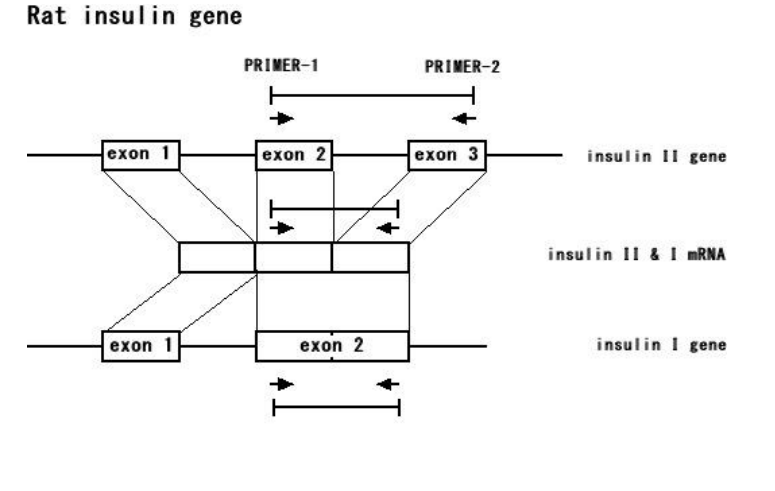 Rat insulin gene
PRIMER-1 PRIMER-2
exon 1 exon 2 exon 3 insulin II gene
insulin II & I mRNA
exon 1 exon 2 insulin I gene